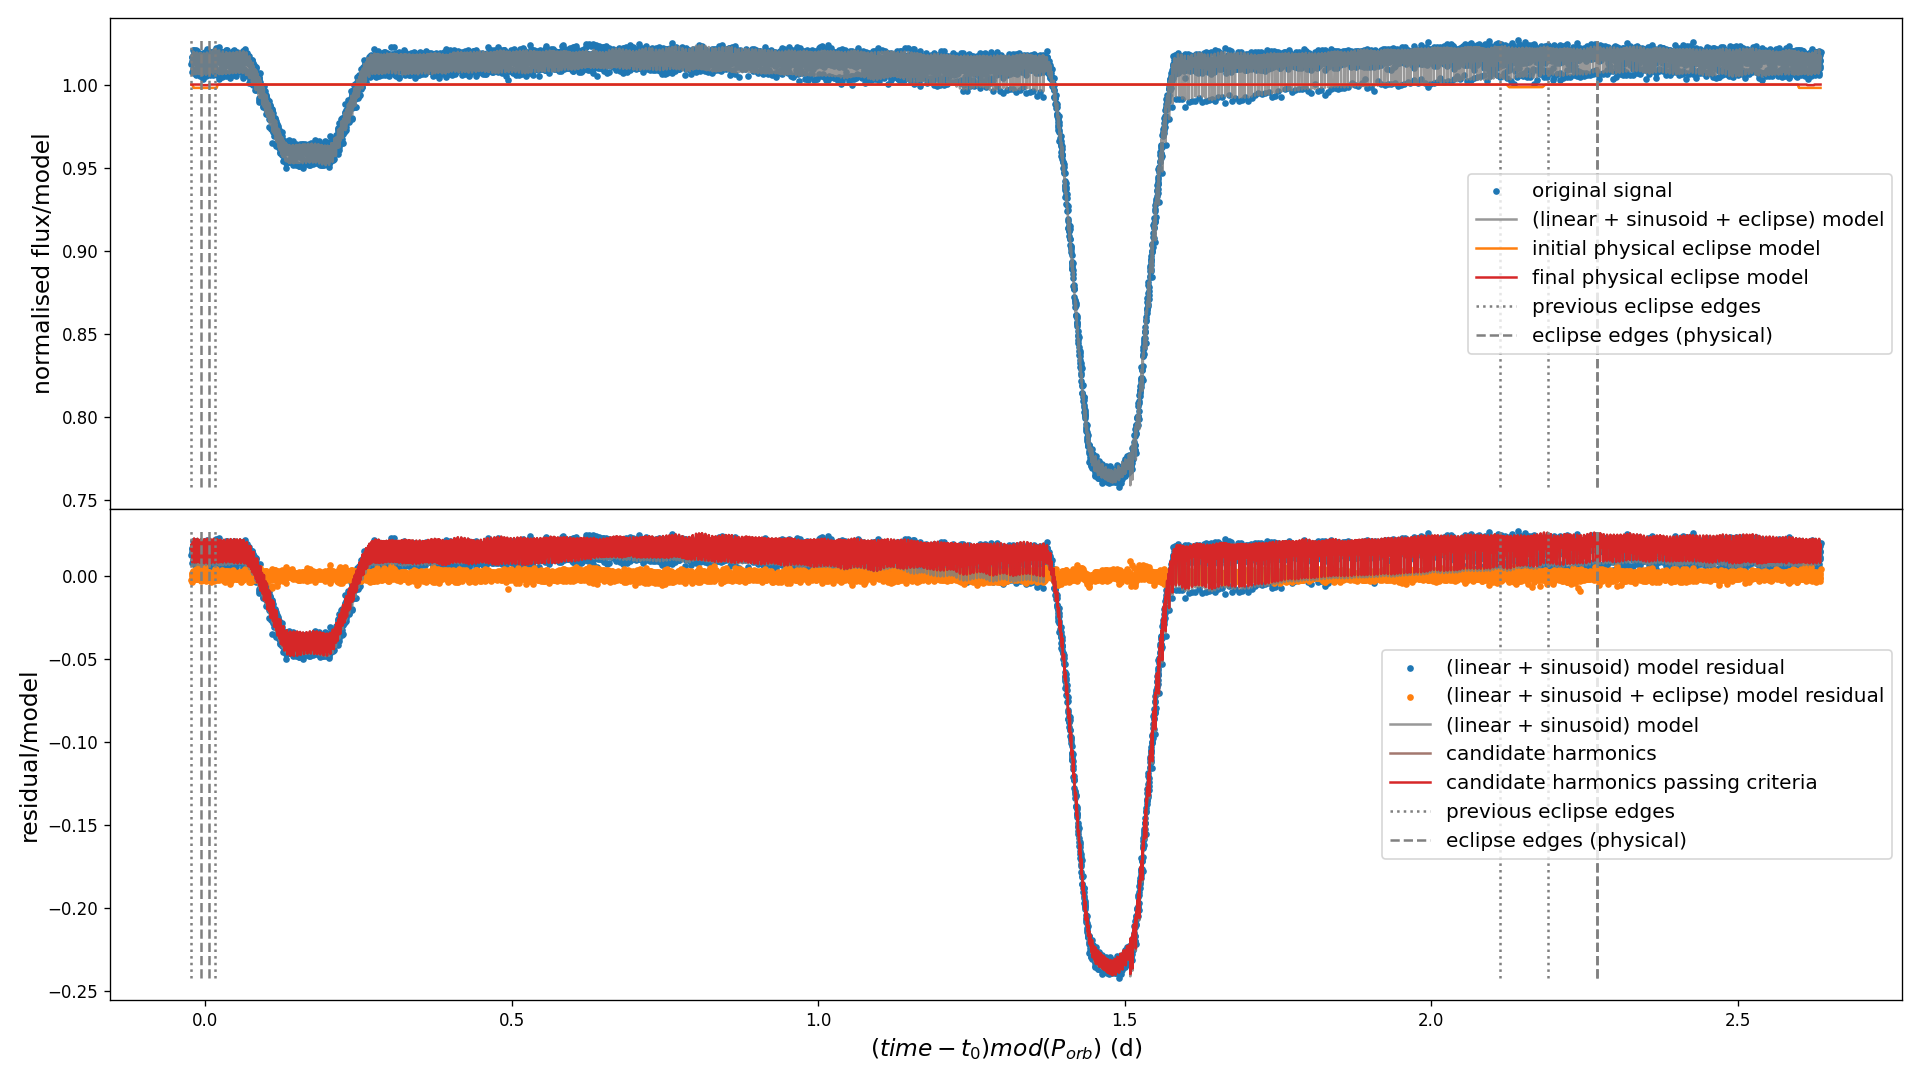 1.00
0.95
0.90
0.85
0.80
0.75
normalised flux/model
original signal
(linear + sinusoid + eclipse) model
initial physical eclipse model
final physical eclipse model
previous eclipse edges
eclipse edges (physical)
0.00
−0.05
−0.10
−0.15
−0.20
−0.25
residual/model
(linear + sinusoid) model residual
(linear + sinusoid + eclipse) model residual
(linear + sinusoid) model
candidate harmonics
candidate harmonics passing criteria
previous eclipse edges
eclipse edges (physical)
0.0 0.5 1.0 1.5 2.0 2.5
(time − t₀)mod(P_orb) (d)